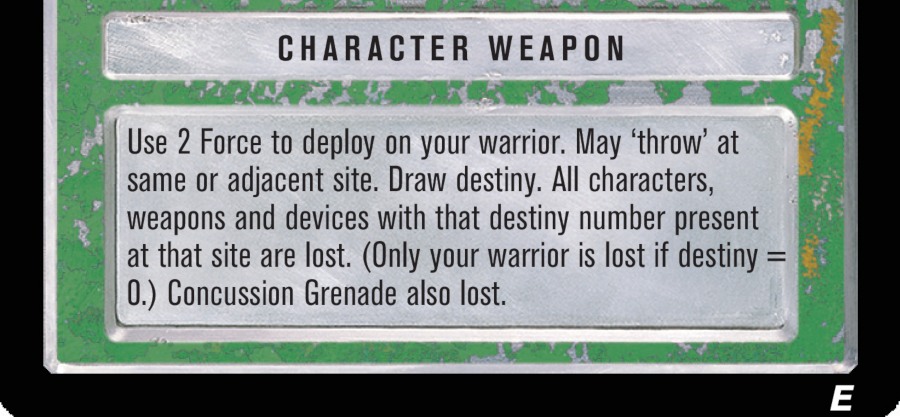 CHARACTER WEAPON
Use 2 Force to deploy on your warrior. May ‘throw’ at
same or adjacent site. Draw destiny. All characters,
weapons and devices with that destiny number present
at that site are lost. (Only your warrior is lost if destiny =
0.) Concussion Grenade also lost.
E